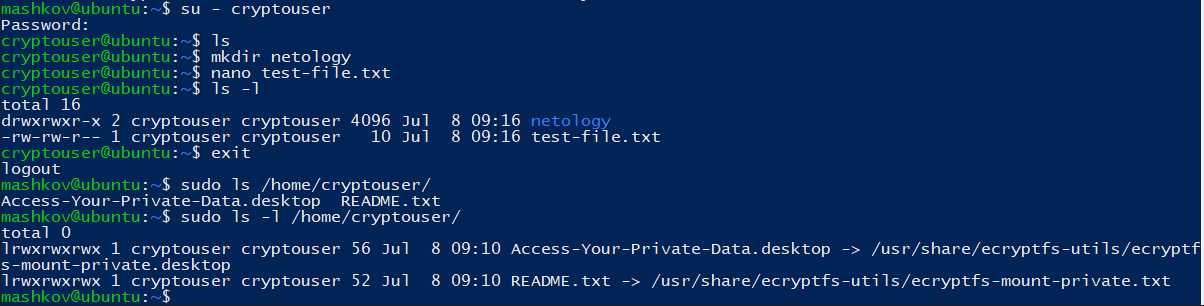 mashkov@ubuntu:~$ su - cryptouser
Password:
cryptouser@ubuntu:~$ ls
cryptouser@ubuntu:~$ mkdir netology
cryptouser@ubuntu:~$ nano test-file.txt
cryptouser@ubuntu:~$ ls -l
total 16
drwxrwxr-x 2 cryptouser cryptouser 4096 Jul  8 09:16 netology
-rw-rw-r-- 1 cryptouser cryptouser   10 Jul  8 09:16 test-file.txt
cryptouser@ubuntu:~$ exit
logout
mashkov@ubuntu:~$ sudo ls /home/cryptouser/
Access-Your-Private-Data.desktop  README.txt
mashkov@ubuntu:~$ sudo ls -l /home/cryptouser/
total 0
lrwxrwxrwx 1 cryptouser cryptouser 56 Jul  8 09:10 Access-Your-Private-Data.desktop -> /usr/share/ecryptfs-utils/ecryptf
s-mount-private.desktop
lrwxrwxrwx 1 cryptouser cryptouser 52 Jul  8 09:10 README.txt -> /usr/share/ecryptfs-utils/ecryptfs-mount-private.txt
mashkov@ubuntu:~$